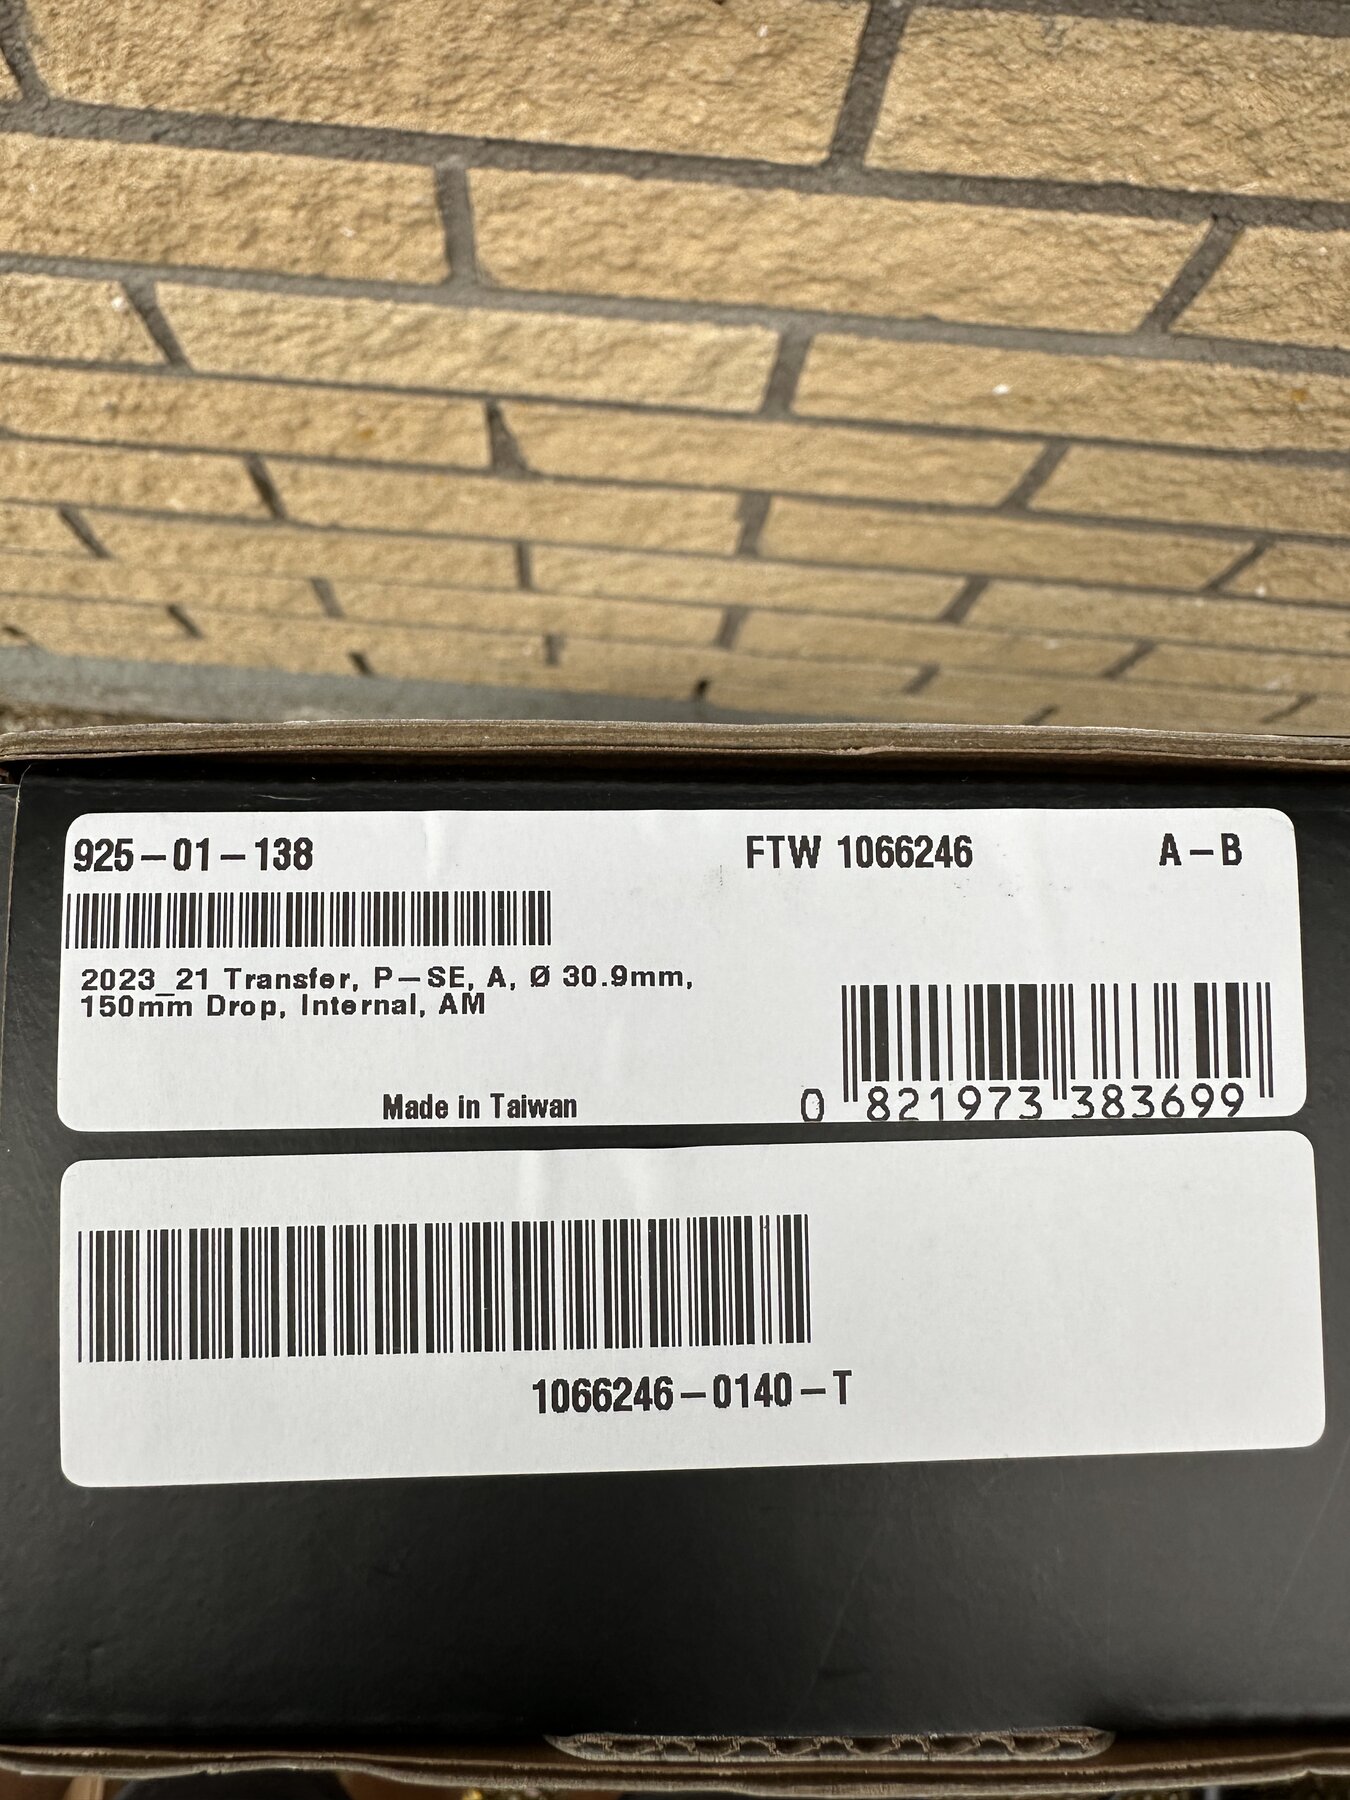 925-01-138
FTW 1066246
A-B
2023_21 Transfer, P-SE, A, Ø 30.9mm,
150mm Drop, Internal, AM
Made in Taiwan
0 821973 383699
1066246-0140-T